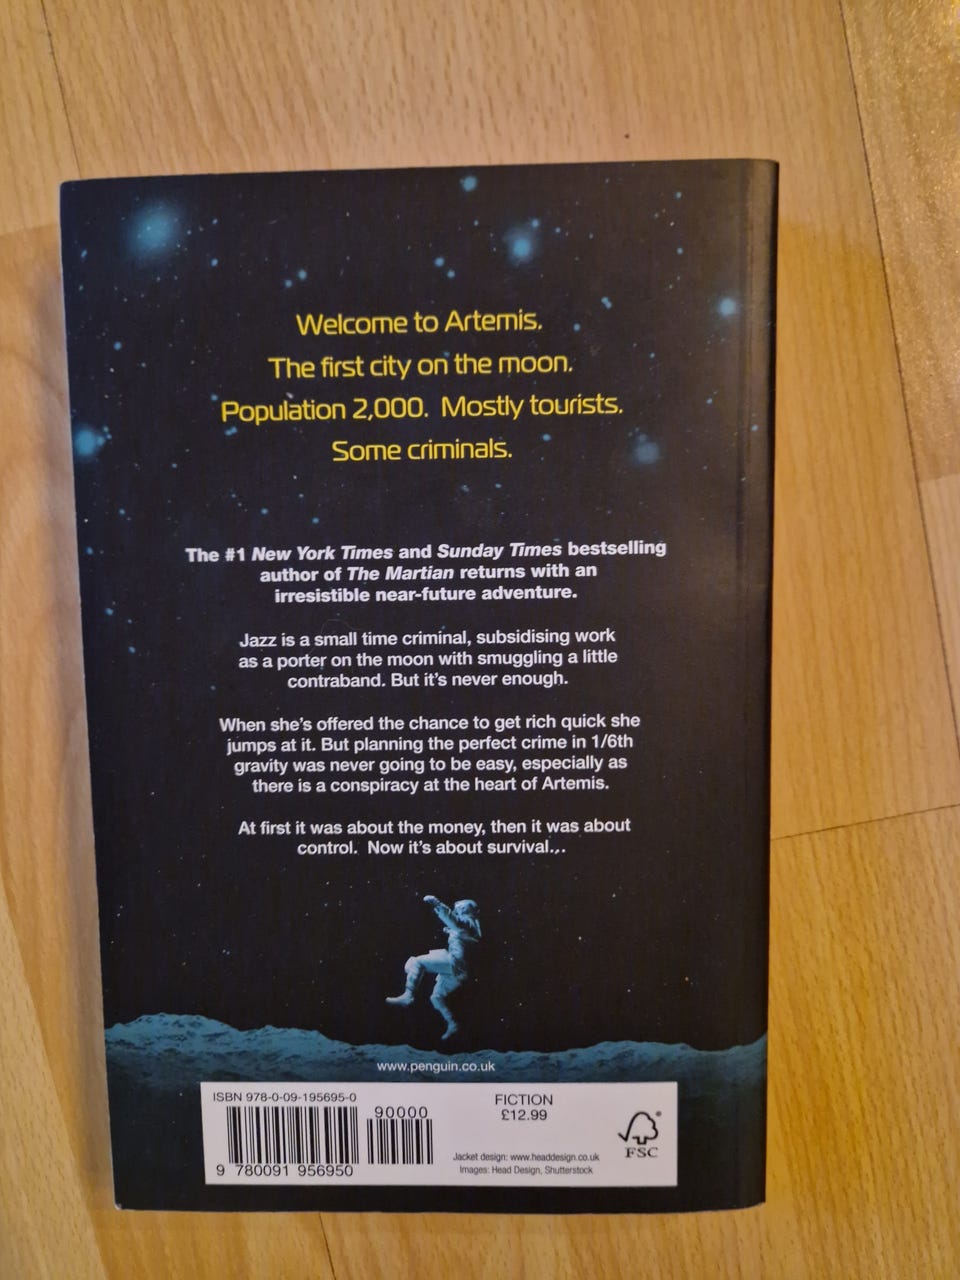 Welcome to Artemis.
The first city on the moon.
Population 2,000. Mostly tourists.
Some criminals.
The #1 New York Times and Sunday Times bestselling
author of The Martian returns with an
irresistible near-future adventure.
Jazz is a small time criminal, subsidising work
as a porter on the moon with smuggling a little
contraband. But it's never enough.
When she's offered the chance to get rich quick she
jumps at it. But planning the perfect crime in 1/6th
gravity was never going to be easy, especially as
there is a conspiracy at the heart of Artemis.
At first it was about the money, then it was about
control. Now it's about survival...
www.penguin.co.uk
ISBN 978-0-09-195695-0
90000
9 780091 956950
FICTION
£12.99
Jacket design: www.headdesign.co.uk
Images: Head Design, Shutterstock
FSC®